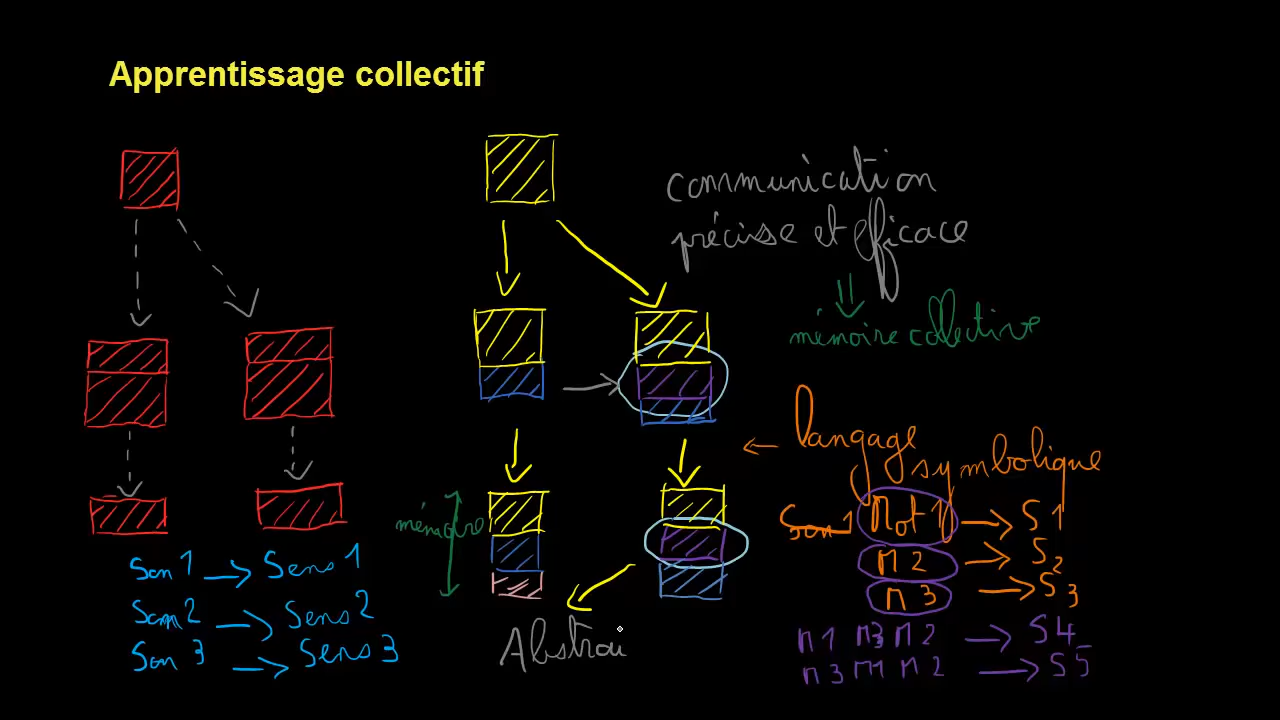 Apprentissage collectif
communication
précise et efficace
mémoire collective
langage
symbolique
mémoire
Son 1 Mot 1 → S1
M2 → S2
M3 → S3
M1 M3 M2 → S4
M3 M1 M2 → S5
Son 1 → Sens 1
Son 2 → Sens 2
Son 3 → Sens 3
Abstrai